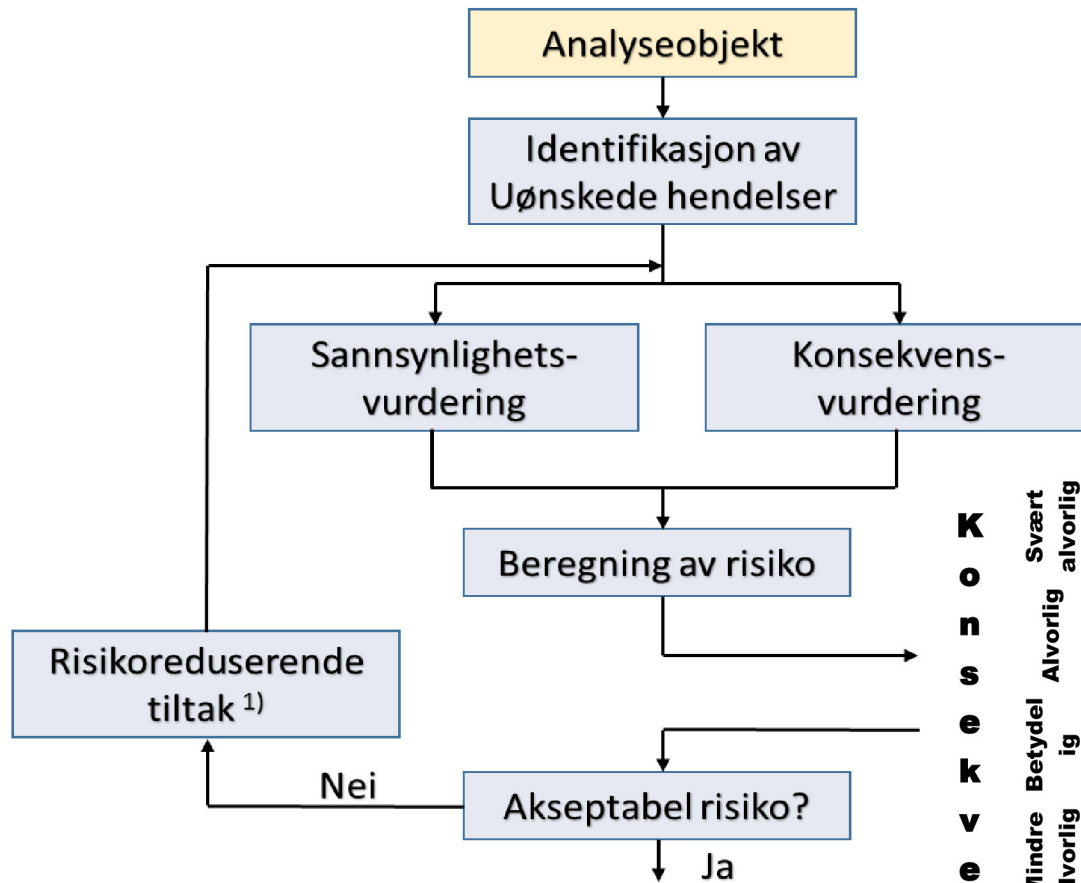 Analyseobjekt
Identifikasjon av
Uønskede hendelser
Sannsynlighets-
vurdering
Konsekvens-
vurdering
Beregning av risiko
Risikoreduserende
tiltak 1)
Nei
Akseptabel risiko?
Ja
K
o
n
s
e
k
v
e
Svært
alvorlig
Alvorlig
Betydel
ig
Mindre